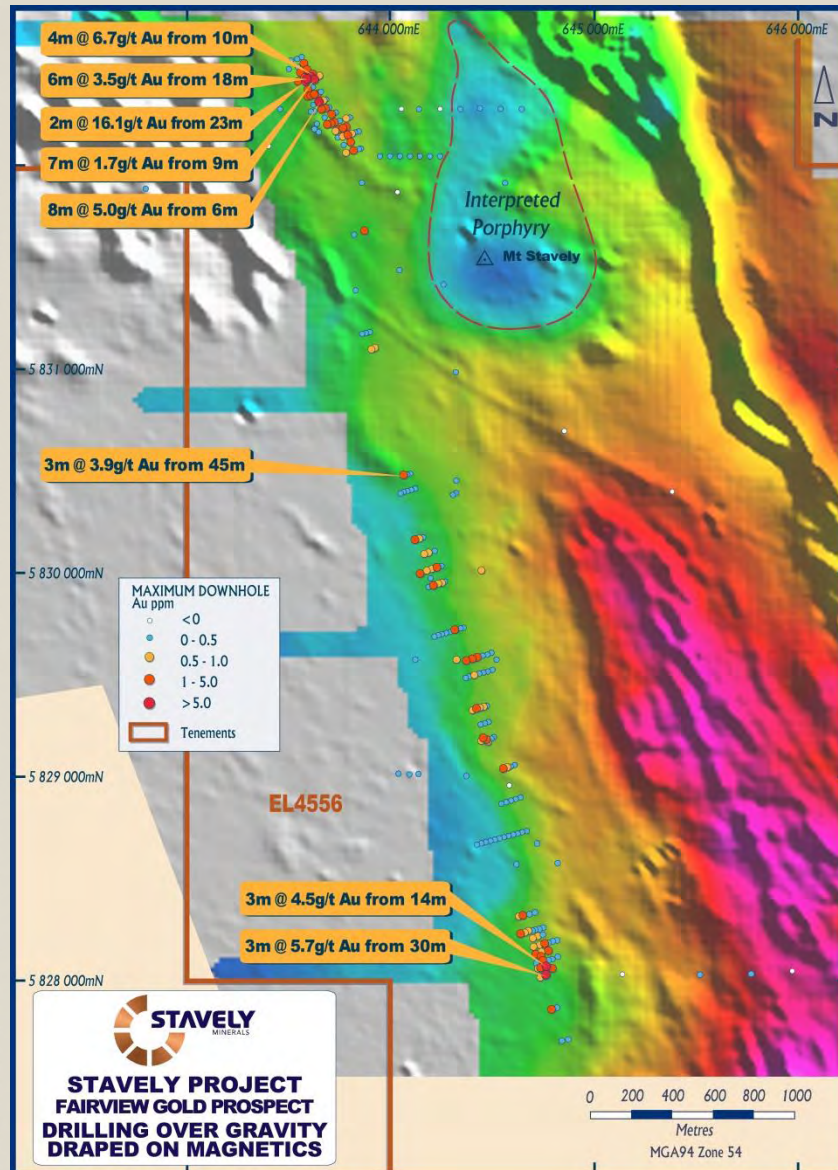 644 000mE
645 000mE
646 000mE
4m @ 6.7g/t Au from 10m
6m @ 3.5g/t Au from 18m
2m @ 16.1g/t Au from 23m
7m @ 1.7g/t Au from 9m
8m @ 5.0g/t Au from 6m
N
Interpreted
Porphyry
Mt Stavely
5 831 000mN
3m @ 3.9g/t Au from 45m
5 830 000mN
MAXIMUM DOWNHOLE
Au ppm
<0
0 - 0.5
0.5 - 1.0
1 - 5.0
>5.0
Tenements
5 829 000mN
EL4556
3m @ 4.5g/t Au from 14m
3m @ 5.7g/t Au from 30m
5 828 000mN
STAVELY
MINERALS
STAVELY PROJECT
FAIRVIEW GOLD PROSPECT
DRILLING OVER GRAVITY
DRAPED ON MAGNETICS
0 200 400 600 800 1000
Metres
MGA94 Zone 54